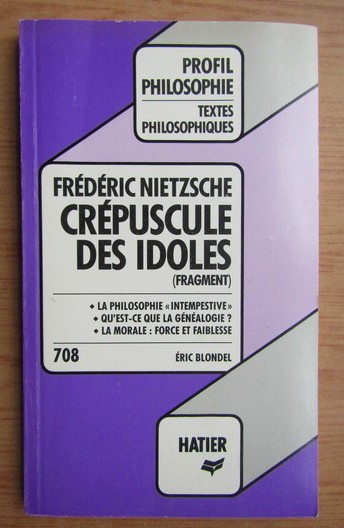 PROFIL
PHILOSOPHIE
TEXTES
PHILOSOPHIQUES
FRÉDÉRIC NIETZSCHE
CRÉPUSCULE
DES IDOLES
(FRAGMENT)
◆ LA PHILOSOPHIE «INTEMPESTIVE»
◆ QU'EST-CE QUE LA GÉNÉALOGIE ?
◆ LA MORALE : FORCE ET FAIBLESSE
708 ÉRIC BLONDEL
HATIER